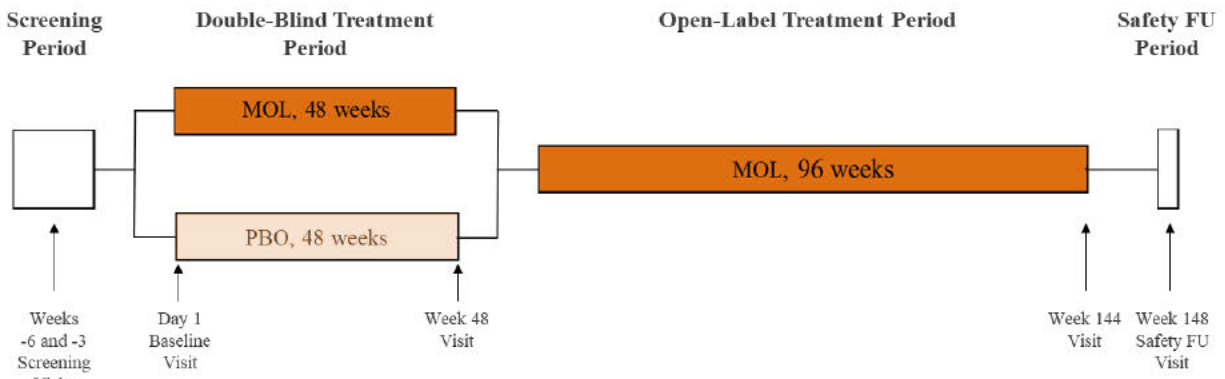 Screening
Period
Double-Blind Treatment
Period
Open-Label Treatment Period
Safety FU
Period
MOL, 48 weeks
MOL, 96 weeks
PBO, 48 weeks
Weeks
-6 and -3
Screening
Day 1
Baseline
Visit
Week 48
Visit
Week 144
Visit
Week 148
Safety FU
Visit